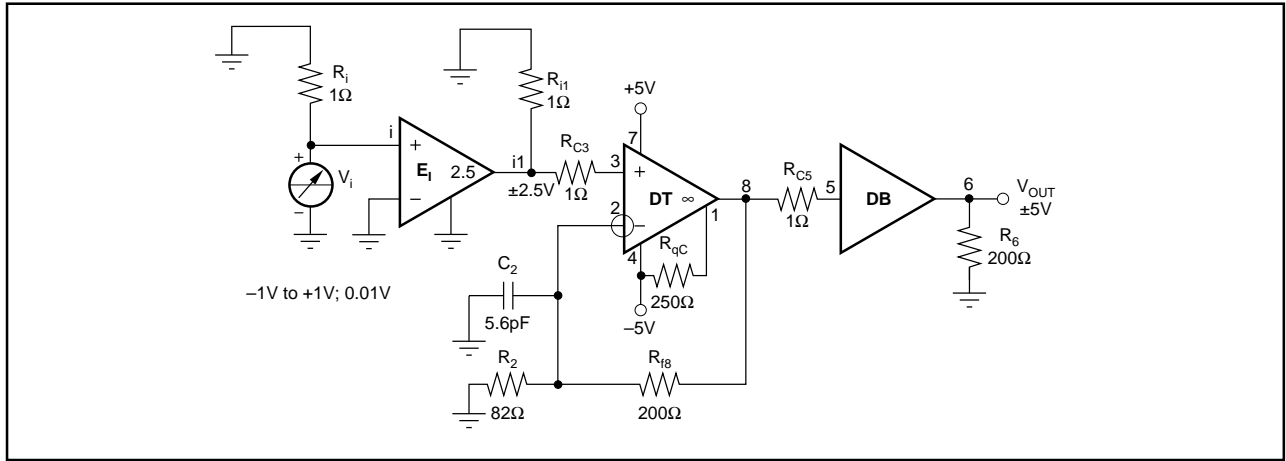 R_i
1Ω
i
+
V_i
−
+
E_I
2.5
−
i1
±2.5V
R_i1
1Ω
R_C3
1Ω
+5V
7
3
+
DT ∞
2
−
4
1
8
R_qC
250Ω
−5V
C_2
5.6pF
R_2
82Ω
R_f8
200Ω
R_C5
1Ω
5
DB
6
V_OUT
±5V
R_6
200Ω
−1V to +1V; 0.01V